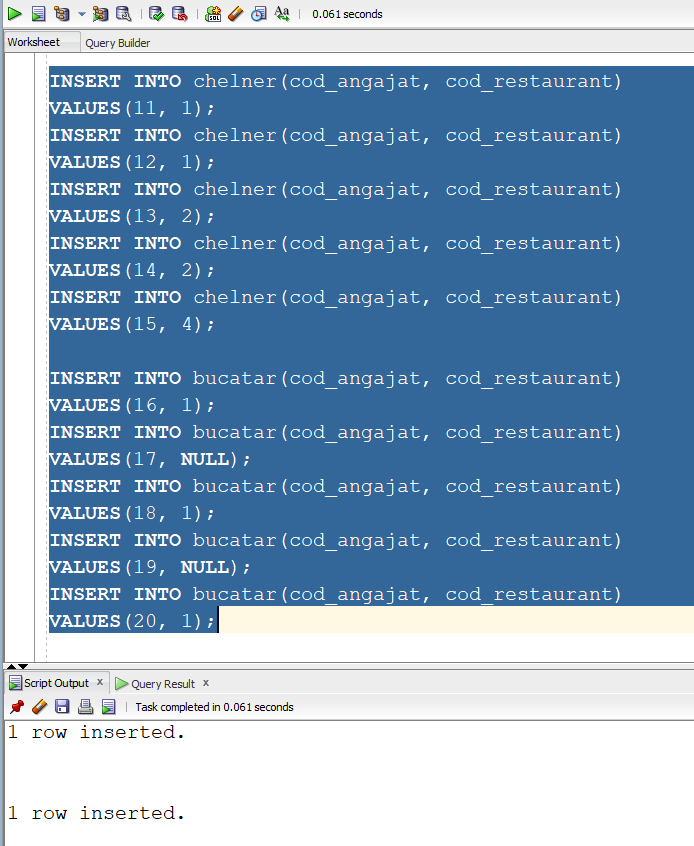 0.061 seconds
Worksheet Query Builder
INSERT INTO chelner(cod_angajat, cod_restaurant)
VALUES(11, 1);
INSERT INTO chelner(cod_angajat, cod_restaurant)
VALUES(12, 1);
INSERT INTO chelner(cod_angajat, cod_restaurant)
VALUES(13, 2);
INSERT INTO chelner(cod_angajat, cod_restaurant)
VALUES(14, 2);
INSERT INTO chelner(cod_angajat, cod_restaurant)
VALUES(15, 4);
INSERT INTO bucatar(cod_angajat, cod_restaurant)
VALUES(16, 1);
INSERT INTO bucatar(cod_angajat, cod_restaurant)
VALUES(17, NULL);
INSERT INTO bucatar(cod_angajat, cod_restaurant)
VALUES(18, 1);
INSERT INTO bucatar(cod_angajat, cod_restaurant)
VALUES(19, NULL);
INSERT INTO bucatar(cod_angajat, cod_restaurant)
VALUES(20, 1);
Script Output x Query Result x
Task completed in 0.061 seconds
1 row inserted.
1 row inserted.